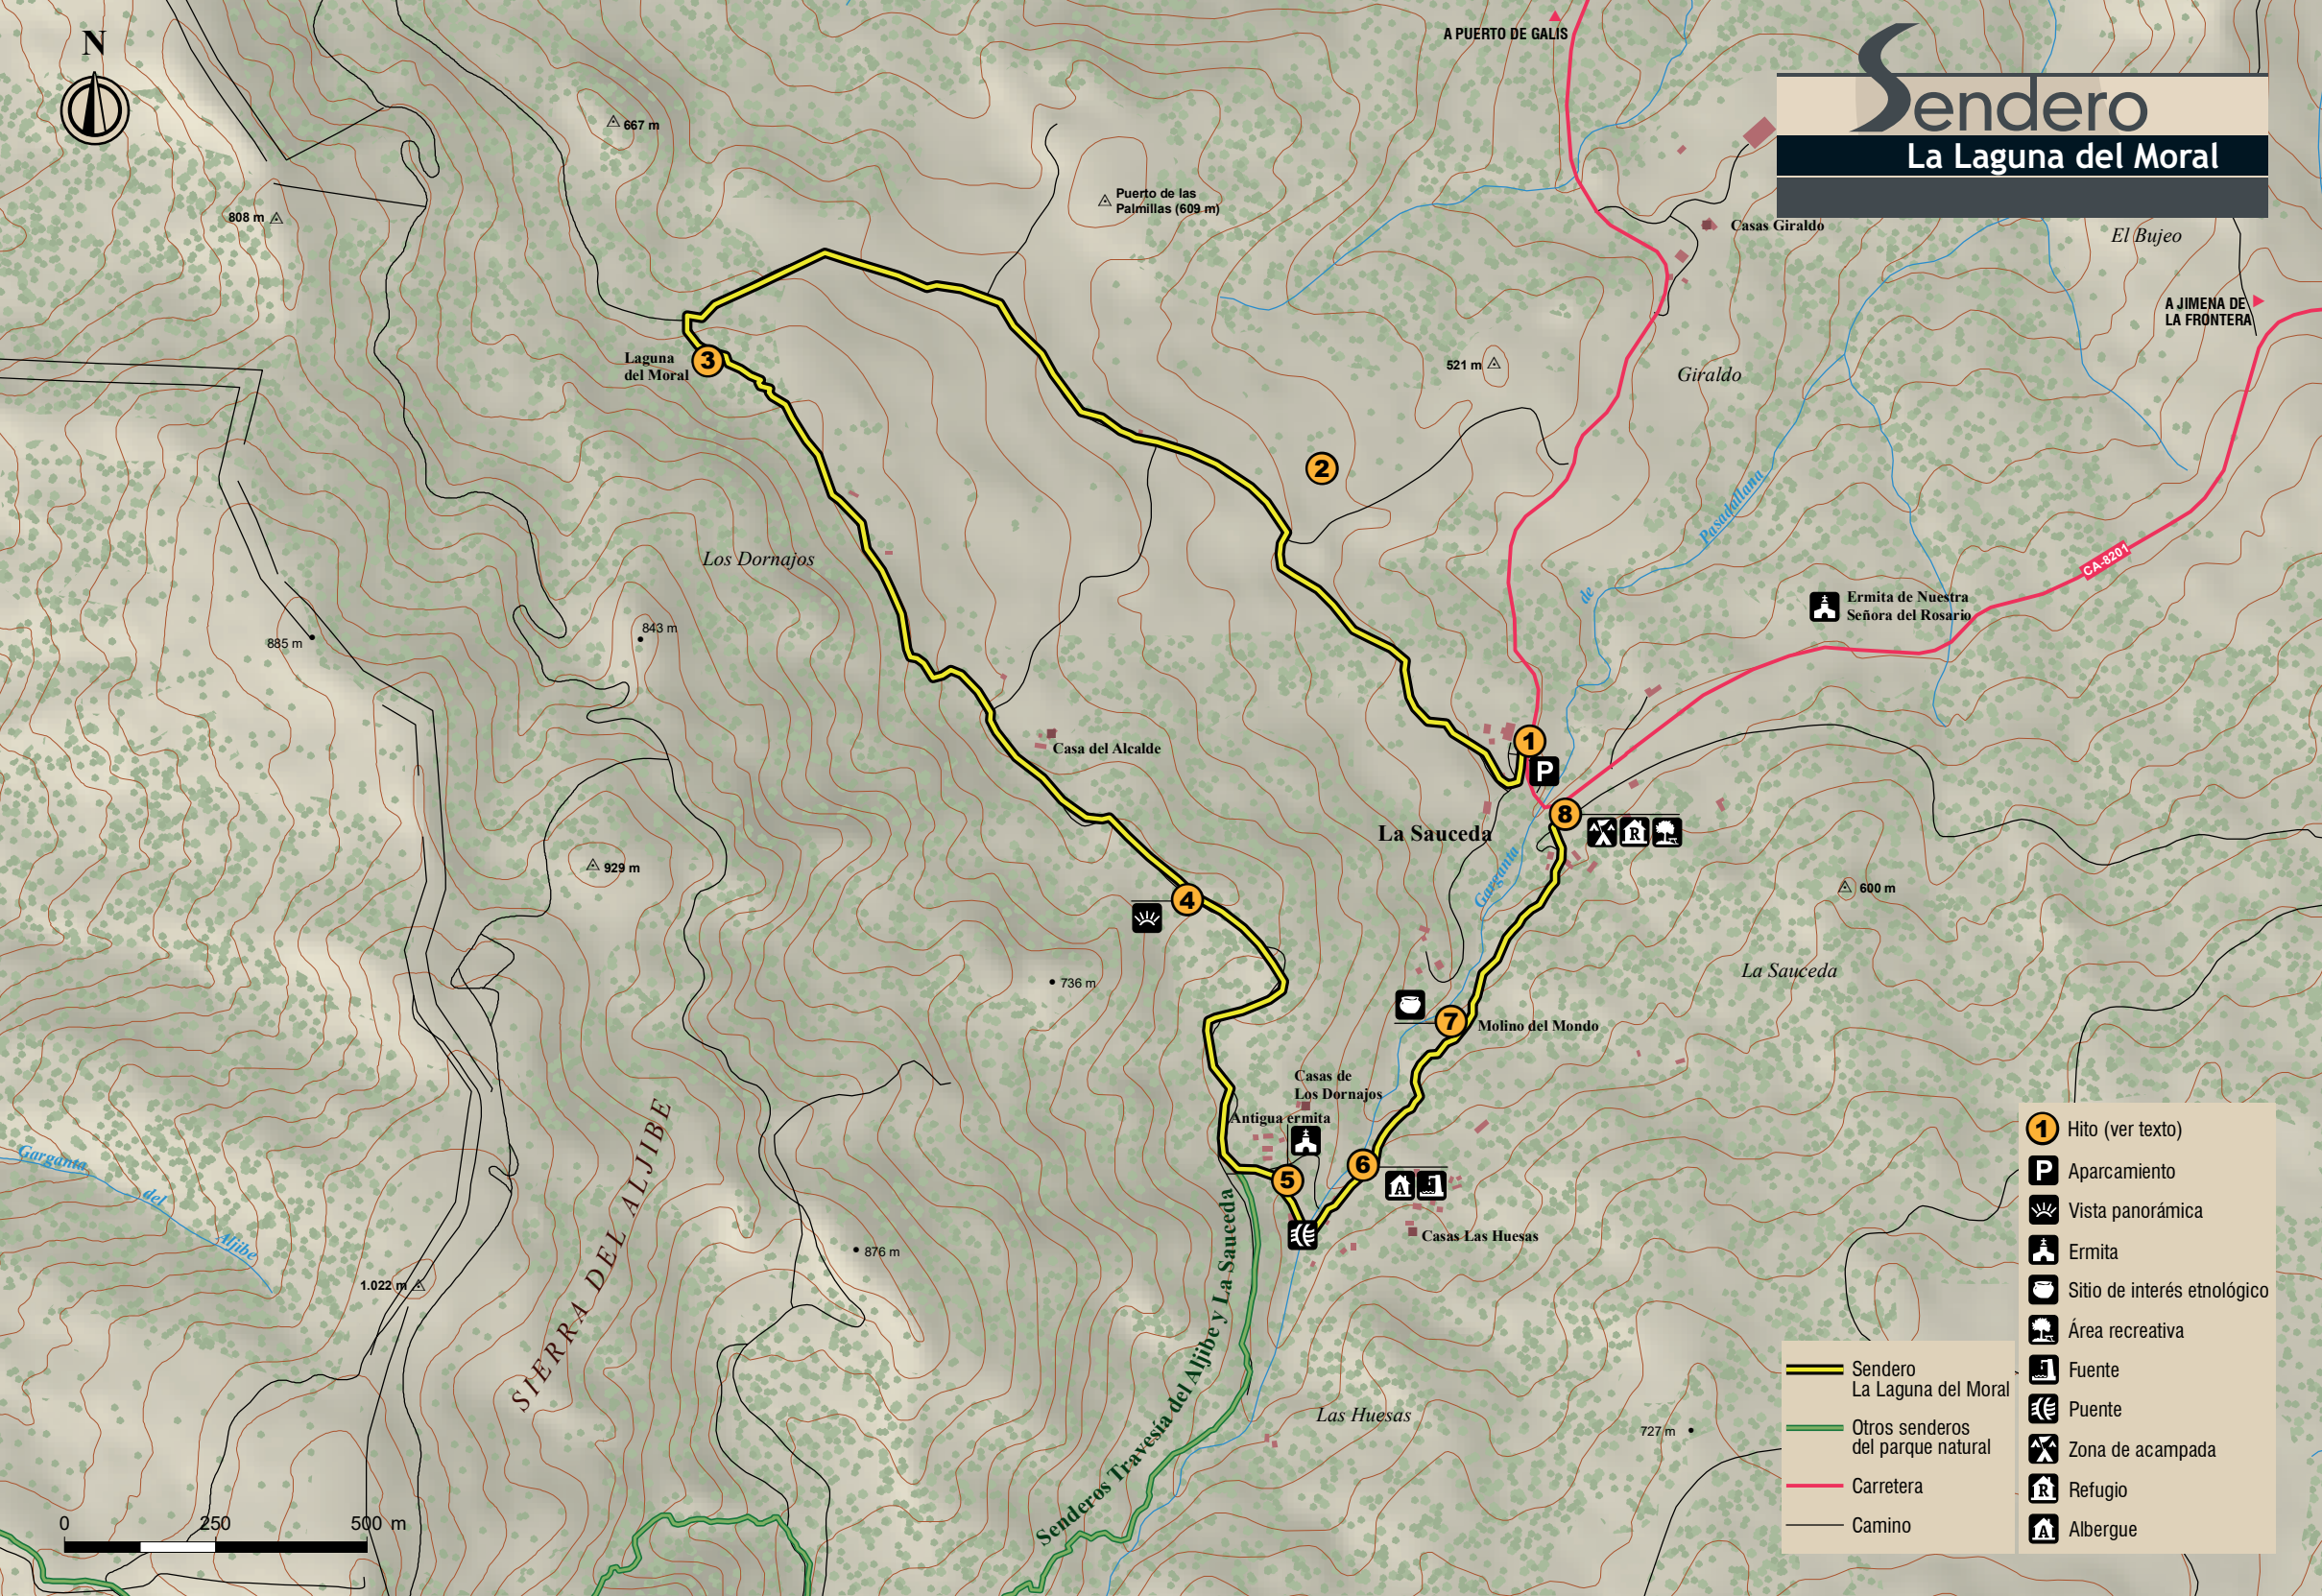 N
A PUERTO DE GALIS
Sendero
La Laguna del Moral
667 m
808 m
Puerto de las
Palmillas (609 m)
Casas Giraldo
El Bujeo
A JIMENA DE
LA FRONTERA
3
Laguna
del Moral
521 m
Giraldo
2
Pasadallana
de
CA-8201
Los Dornajos
Ermita de Nuestra
Señora del Rosario
843 m
885 m
1
P
Casa del Alcalde
8
R
La Sauceda
Garganta
929 m
600 m
4
736 m
La Sauceda
7
Molino del Mondo
Casas de
Los Dornajos
Antigua ermita
5
6
A
Casas Las Huesas
Garganta
del
Aljibe
SIERRA DEL ALJIBE
876 m
1.022 m
Senderos Travesía del Aljibe y La Sauceda
Las Huesas
727 m
0 250 500 m
Sendero
La Laguna del Moral
Otros senderos
del parque natural
Carretera
Camino
1 Hito (ver texto)
P Aparcamiento
Vista panorámica
Ermita
Sitio de interés etnológico
Área recreativa
Fuente
Puente
Zona de acampada
R Refugio
A Albergue